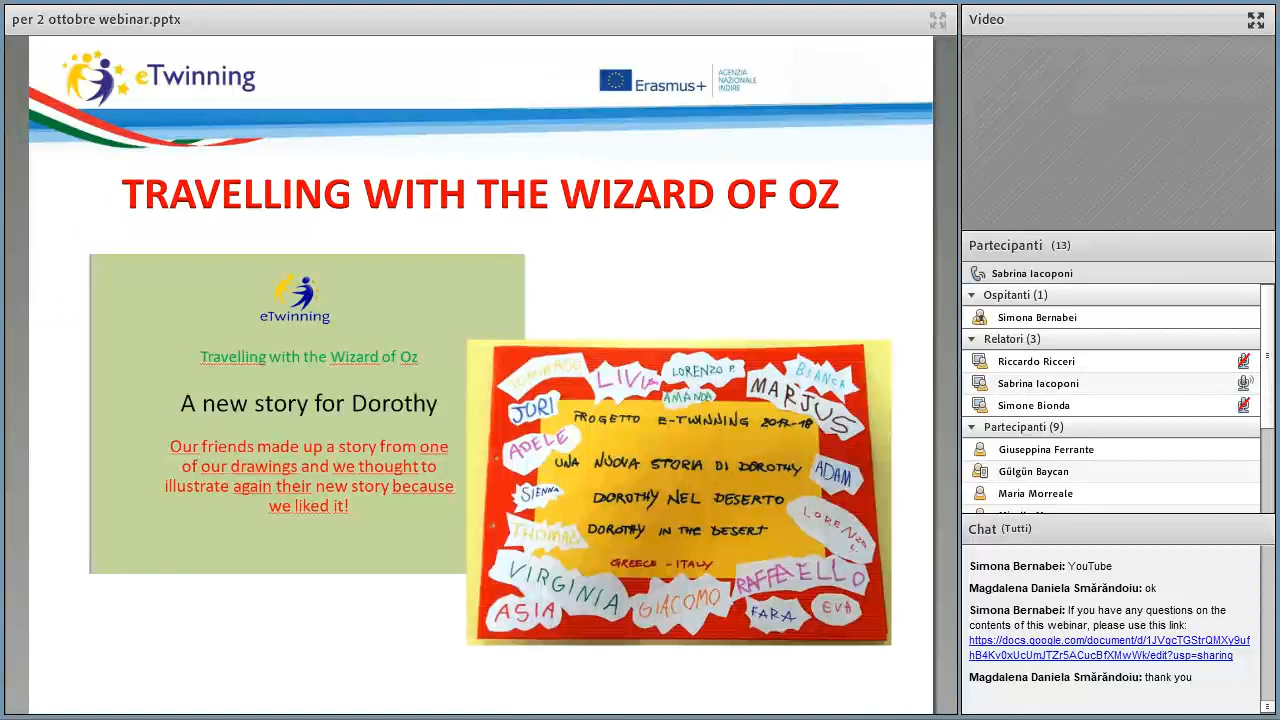 per 2 ottobre webinar.pptx
eTwinning
Erasmus+
AGENZIA
NAZIONALE
INDIRE
TRAVELLING WITH THE WIZARD OF OZ
eTwinning
Travelling with the Wizard of Oz
A new story for Dorothy
Our friends made up a story from one
of our drawings and we thought to
illustrate again their new story because
we liked it!
TOMMASO
LIVIA
LORENZO P.
BIANCA
AMANDA
MARJUS
JURI
PROGETTO E-TWINNING 2017-18
ADELE
UNA NUOVA STORIA DI DOROTHY
ADAM
SIENNA
DOROTHY NEL DESERTO
LORENZO
THOMAS
DOROTHY IN THE DESERT
GREECE - ITALY
VIRGINIA
RAFFAELLO
ASIA
GIACOMO
FARA
EVA
Video
Partecipanti (13)
Sabrina Iacoponi
Ospitanti (1)
Simona Bernabei
Relatori (3)
Riccardo Ricceri
Sabrina Iacoponi
Simone Bionda
Partecipanti (9)
Giuseppina Ferrante
Gülgün Baycan
Maria Morreale
Chat (Tutti)
Simona Bernabei: YouTube
Magdalena Daniela Smărăndoiu: ok
Simona Bernabei: If you have any questions on the
contents of this webinar, please use this link:
https://docs.google.com/document/d/1JVqcTGStrQMXy9uf
hB4Kv0xUcUmJTZr5ACucBfXMwWk/edit?usp=sharing
Magdalena Daniela Smărăndoiu: thank you